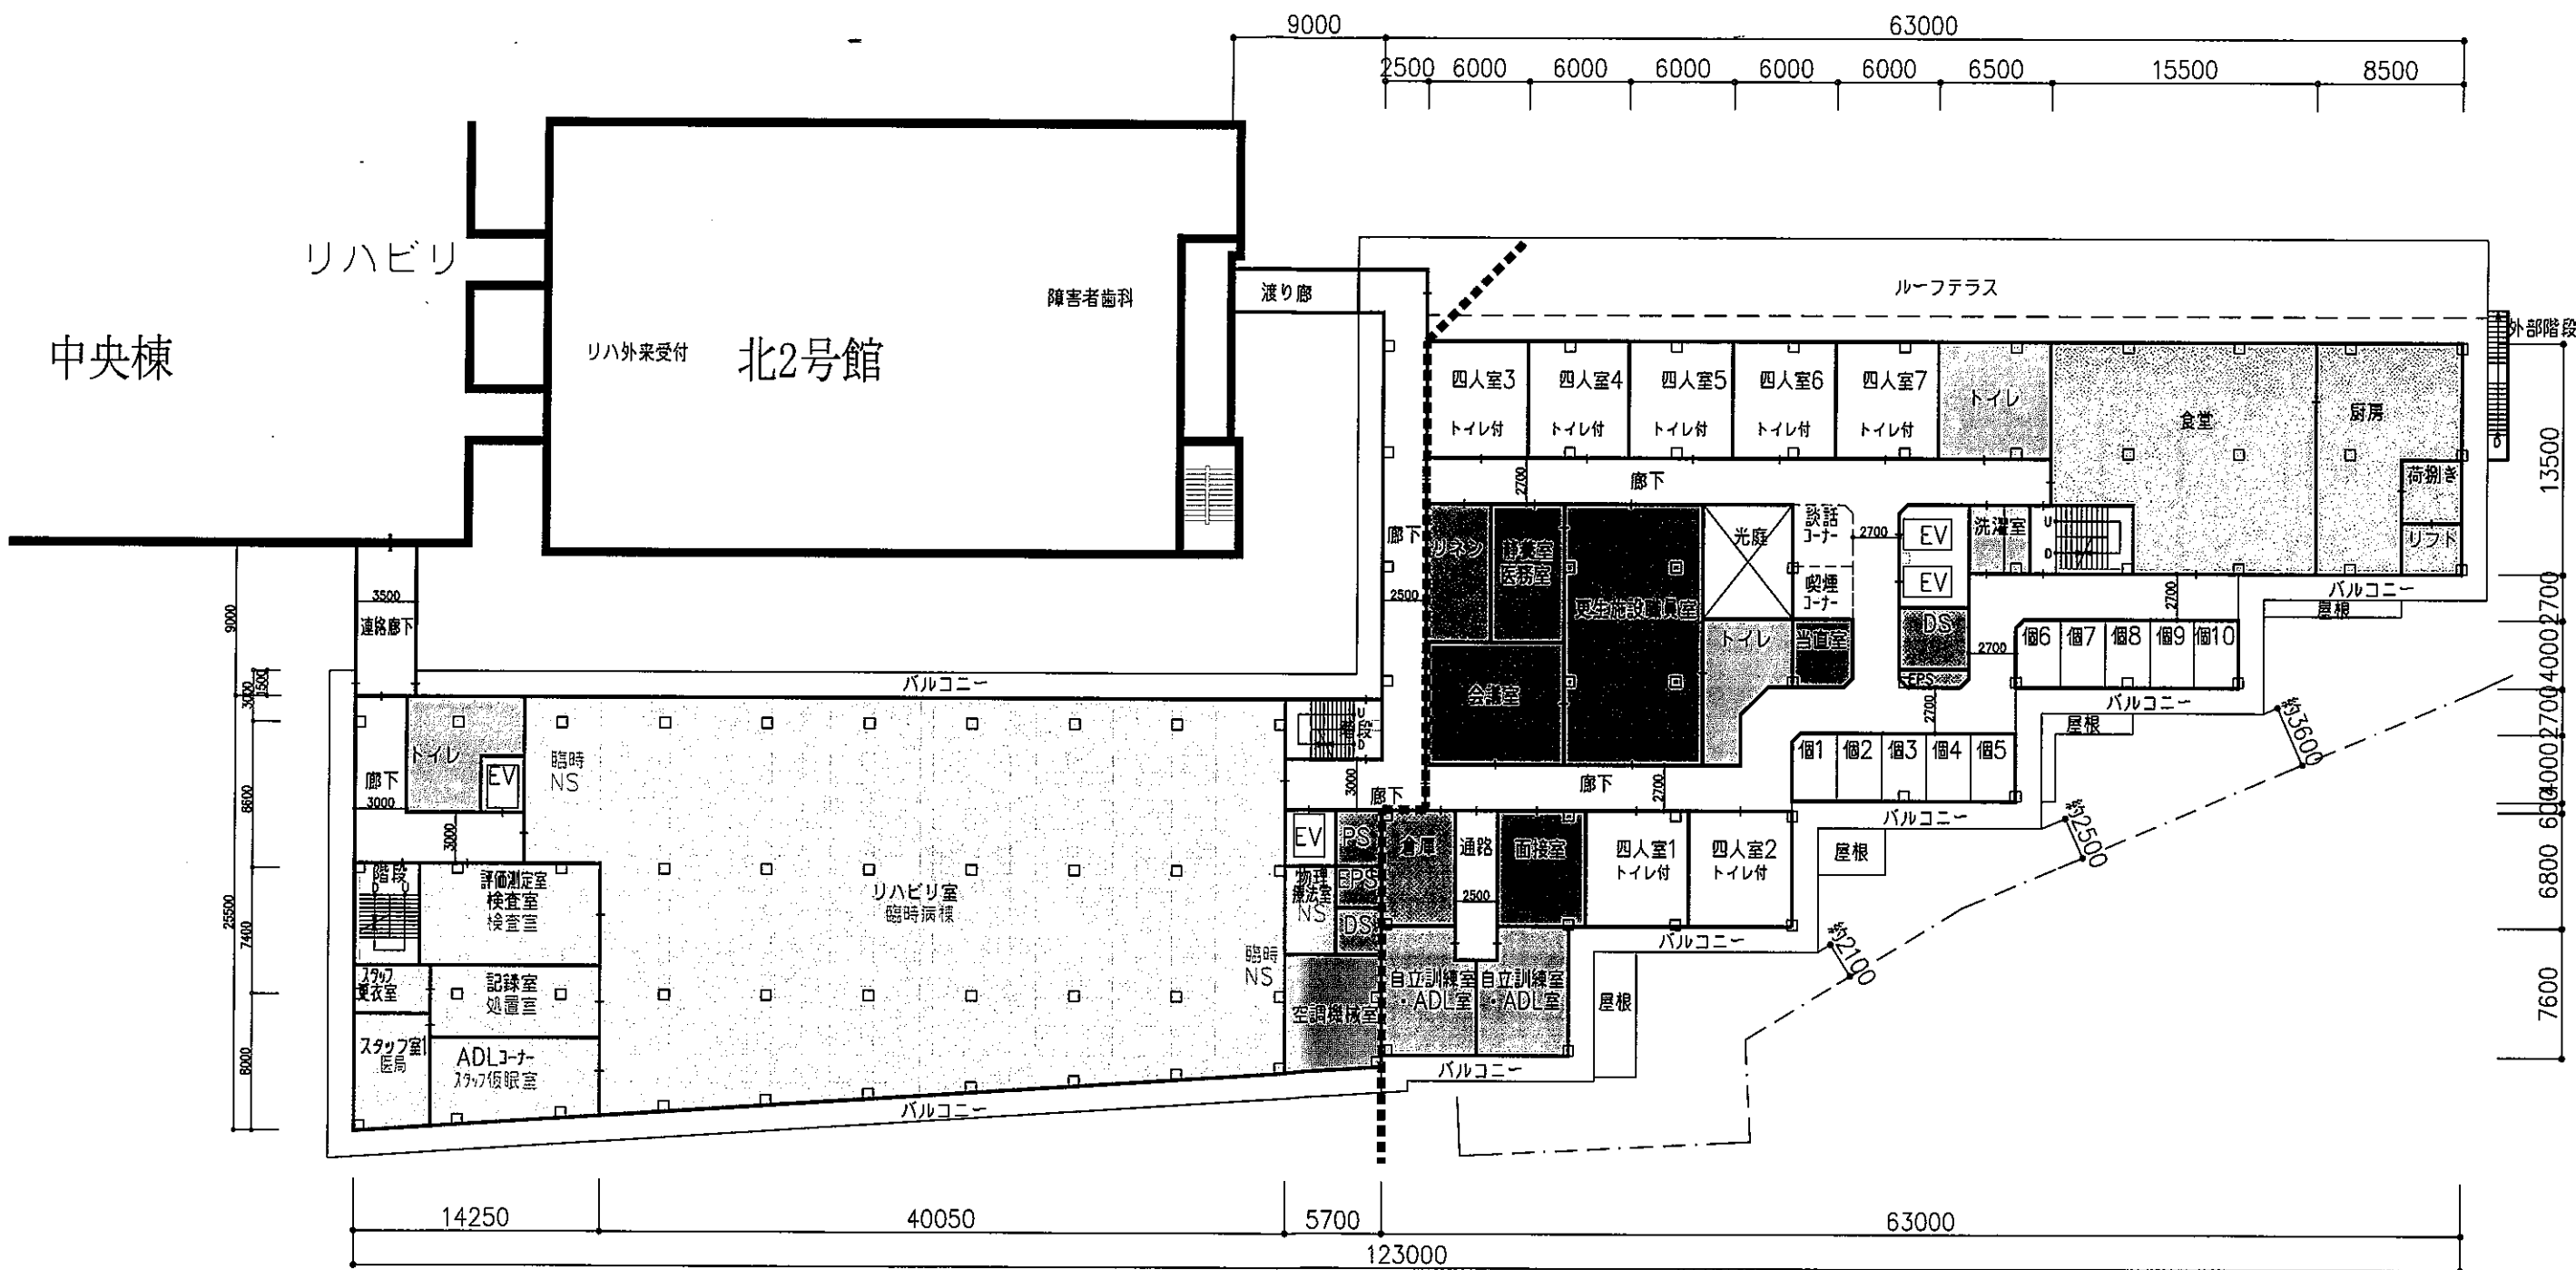 9000
63000
2500 6000 6000 6000 6000 6000 6500 15500 8500
リハビリ
中央棟
リハ外来受付
北2号館
障害者歯科
渡り廊
ルーフテラス
外部階段
D
四人室3
トイレ付
四人室4
トイレ付
四人室5
トイレ付
四人室6
トイレ付
四人室7
トイレ付
トイレ
食堂
厨房
荷捌き
リフト
廊下
2700
廊下
2500
リネン
静養室
医務室
更生施設職員室
会議室
光庭
談話
コーナー
喫煙
コーナー
2700
EV
EV
洗濯室
U
D
トイレ
当直室
DS
EPS
2700
2700
2700
バルコニー
屋根
個6 個7 個8 個9 個10
バルコニー
屋根
個1 個2 個3 個4 個5
バルコニー
屋根
廊下
2700
約3600
約2500
約2100
13500
2700
4000
2700
4000
600
6800
7600
3500
連絡廊下
バルコニー
9000
1500
3000
8600
25500
7400
8000
トイレ
EV
廊下
3000
3000
臨時
NS
階段
U
D
3000
廊下
階段
D U
評価測定室
検査室
検査室
スタッフ
更衣室
記録室
処置室
スタッフ室1
医局
ADLコーナー
スタッフ仮眠室
リハビリ室
臨時病棟
臨時
NS
EV
PS
物理
療法室
NS
EPS
DS
空調機械室
倉庫
通路
2500
面接室
四人室1
トイレ付
四人室2
トイレ付
自立訓練室
・ADL室
自立訓練室
・ADL室
バルコニー
屋根
バルコニー
バルコニー
14250 40050 5700 63000
123000